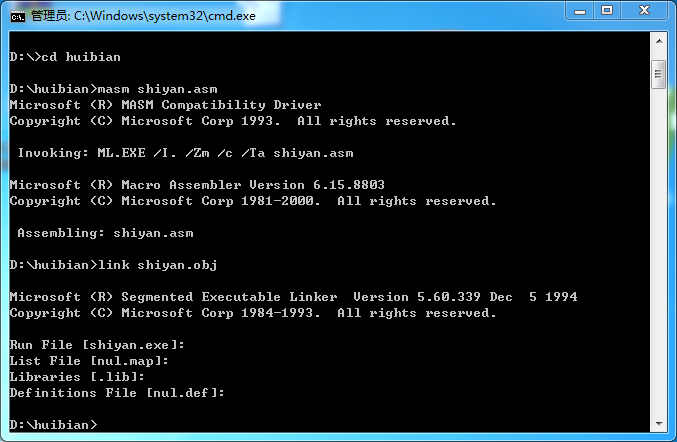 管理员: C:\Windows\system32\cmd.exe
D:\>cd huibian
D:\huibian>masm shiyan.asm
Microsoft (R) MASM Compatibility Driver
Copyright (C) Microsoft Corp 1993.  All rights reserved.
 Invoking: ML.EXE /I. /Zm /c /Ta shiyan.asm
Microsoft (R) Macro Assembler Version 6.15.8803
Copyright (C) Microsoft Corp 1981-2000.  All rights reserved.
 Assembling: shiyan.asm
D:\huibian>link shiyan.obj
Microsoft (R) Segmented Executable Linker  Version 5.60.339 Dec  5 1994
Copyright (C) Microsoft Corp 1984-1993.  All rights reserved.
Run File [shiyan.exe]:
List File [nul.map]:
Libraries [.lib]:
Definitions File [nul.def]:
D:\huibian>